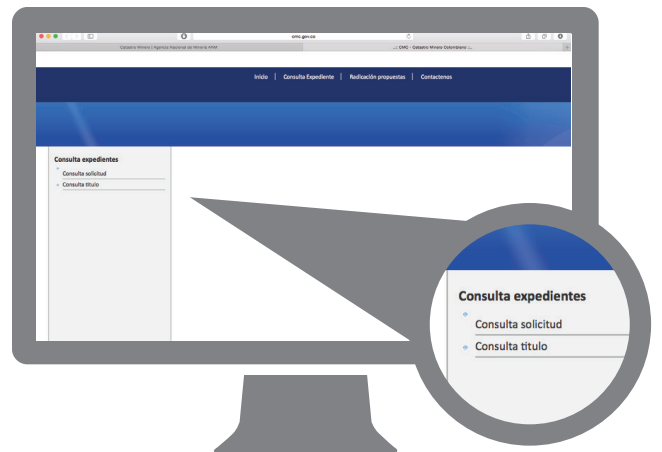 cmc.gov.co
Catastro Minero | Agencia Nacional de Minería ANM
..:: CMC - Catastro Minero Colombiano ::..
Inicio | Consulta Expediente | Radicación propuestas | Contactenos
Consulta expedientes
Consulta solicitud
Consulta titulo
Consulta expedientes
Consulta solicitud
Consulta titulo